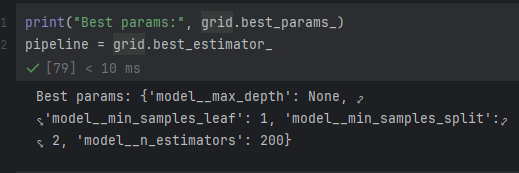 1 print("Best params:", grid.best_params_)
2 pipeline = grid.best_estimator_
[79] < 10 ms
Best params: {'model__max_depth': None,
'model__min_samples_leaf': 1, 'model__min_samples_split':
2, 'model__n_estimators': 200}